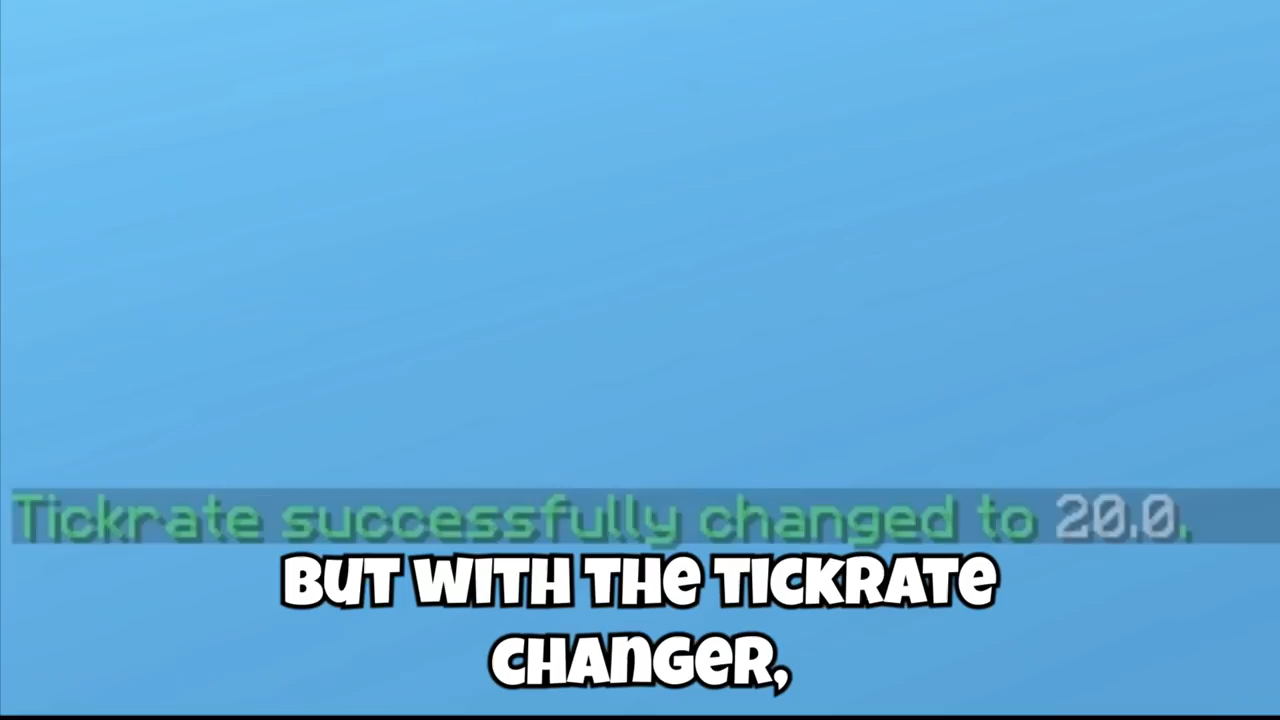 Tickrate successfully changed to 20.0.
BUT WITH THE TICKRATE
CHANGER,